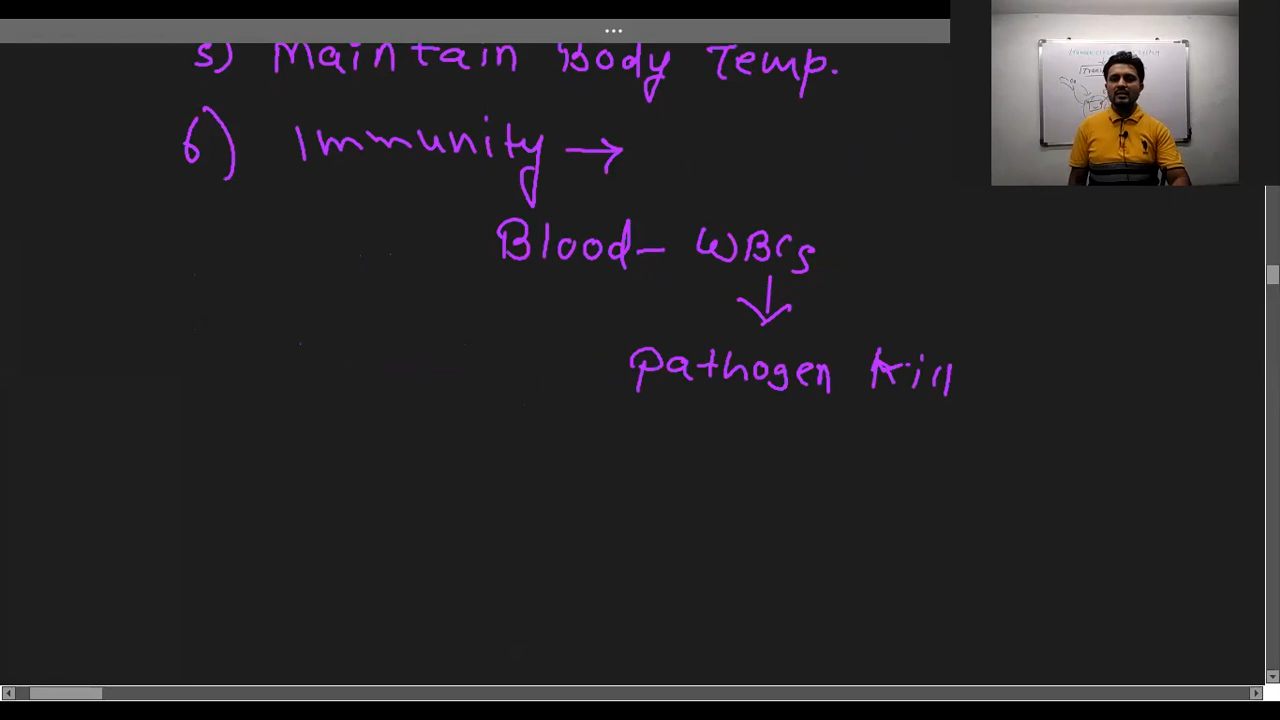 5) Maintain Body Temp.
6) Immunity →
Blood - WBCs
↓
Pathogen Kill